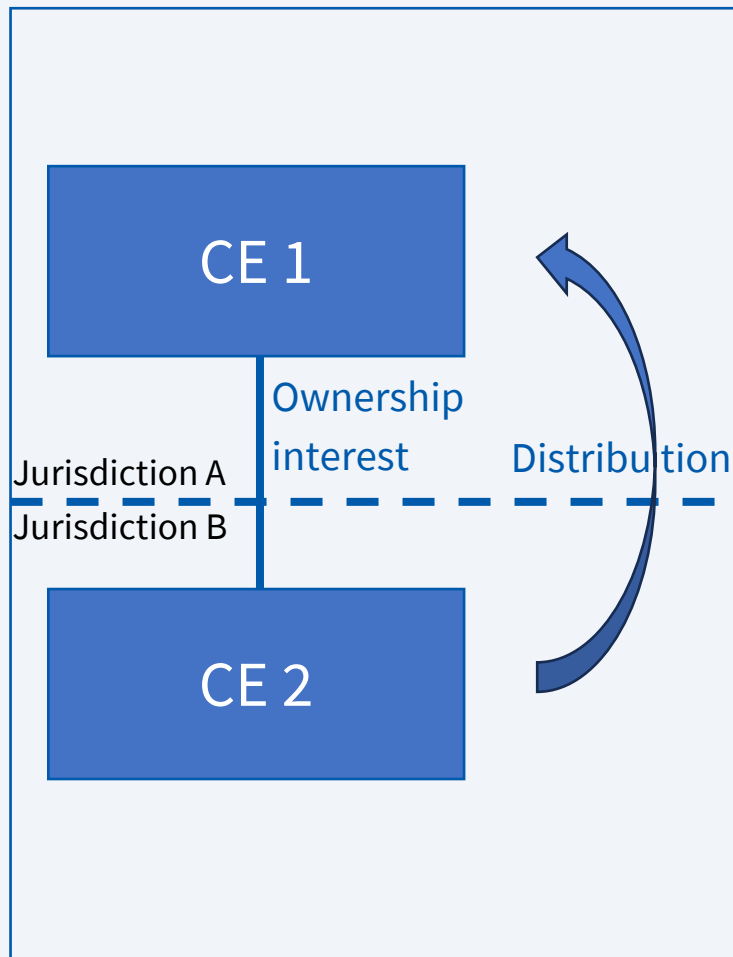 CE 1
Ownership
interest
Distribution
Jurisdiction A
Jurisdiction B
CE 2